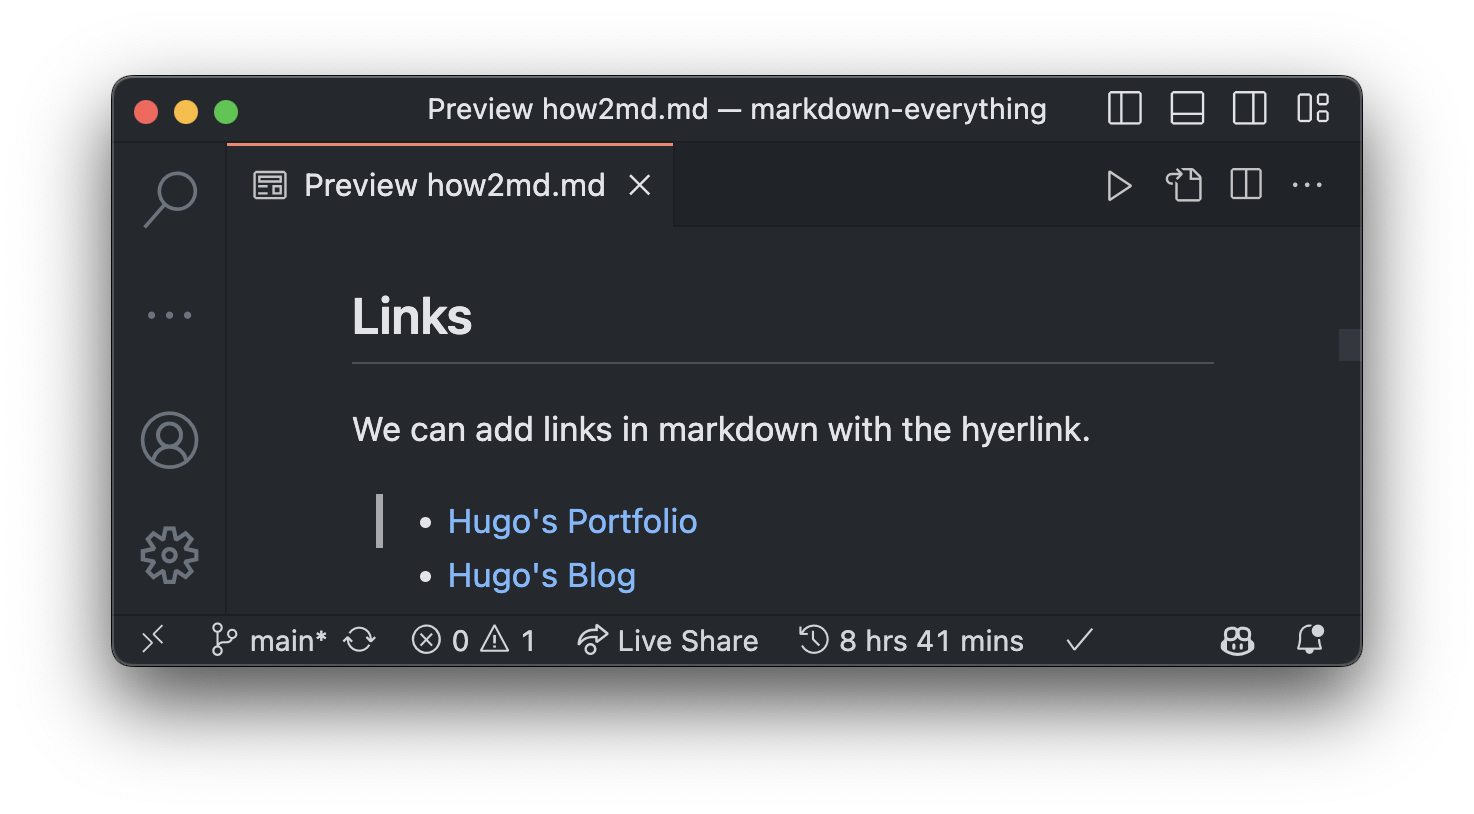 Preview how2md.md — markdown-everything
Preview how2md.md
Links
We can add links in markdown with the hyerlink.
• Hugo's Portfolio
• Hugo's Blog
main* 0 1 Live Share 8 hrs 41 mins